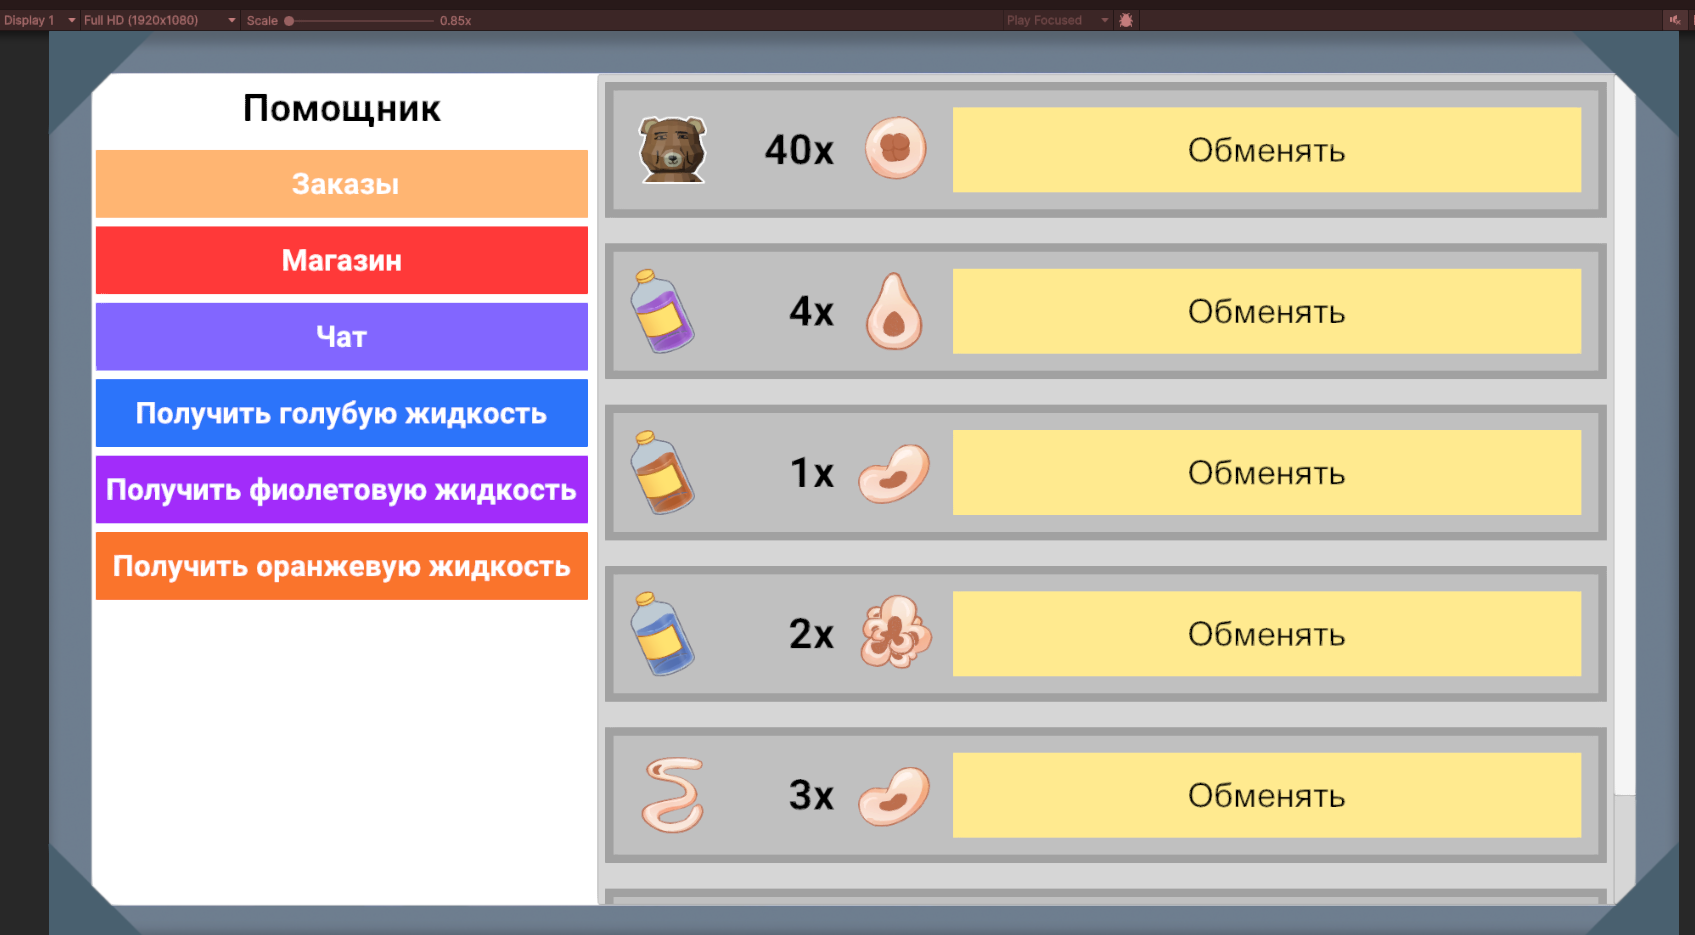 Display 1 Full HD (1920x1080) Scale 0.85x Play Focused
Помощник
Заказы
Магазин
Чат
Получить голубую жидкость
Получить фиолетовую жидкость
Получить оранжевую жидкость
40x Обменять
4x Обменять
1x Обменять
2x Обменять
3x Обменять